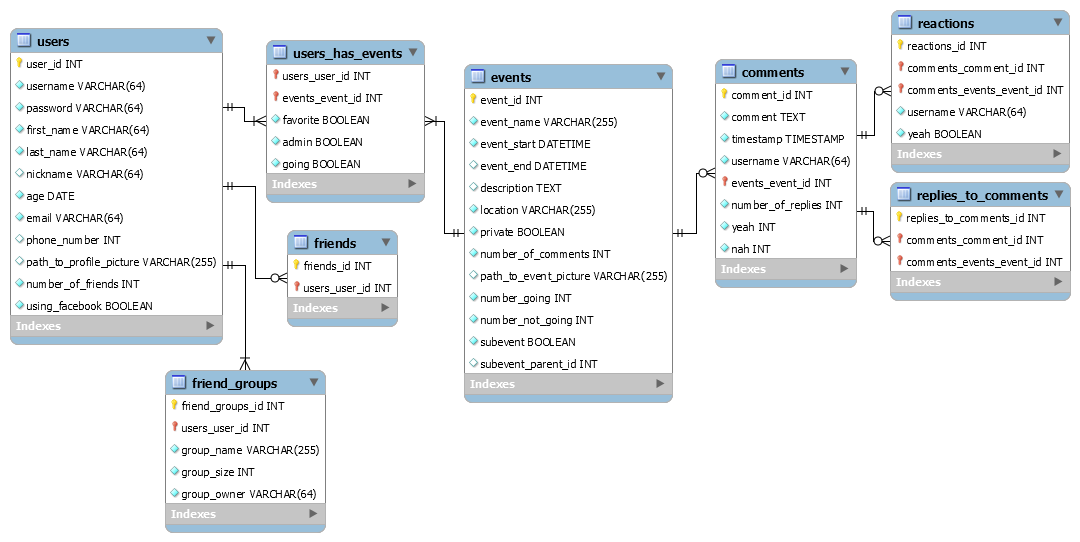 users
user_id INT
username VARCHAR(64)
password VARCHAR(64)
first_name VARCHAR(64)
last_name VARCHAR(64)
nickname VARCHAR(64)
age DATE
email VARCHAR(64)
phone_number INT
path_to_profile_picture VARCHAR(255)
number_of_friends INT
using_facebook BOOLEAN
Indexes
users_has_events
users_user_id INT
events_event_id INT
favorite BOOLEAN
admin BOOLEAN
going BOOLEAN
Indexes
friends
friends_id INT
users_user_id INT
Indexes
friend_groups
friend_groups_id INT
users_user_id INT
group_name VARCHAR(255)
group_size INT
group_owner VARCHAR(64)
Indexes
events
event_id INT
event_name VARCHAR(255)
event_start DATETIME
event_end DATETIME
description TEXT
location VARCHAR(255)
private BOOLEAN
number_of_comments INT
path_to_event_picture VARCHAR(255)
number_going INT
number_not_going INT
subevent BOOLEAN
subevent_parent_id INT
Indexes
comments
comment_id INT
comment TEXT
timestamp TIMESTAMP
username VARCHAR(64)
events_event_id INT
number_of_replies INT
yeah INT
nah INT
Indexes
reactions
reactions_id INT
comments_comment_id INT
comments_events_event_id INT
username VARCHAR(64)
yeah BOOLEAN
Indexes
replies_to_comments
replies_to_comments_id INT
comments_comment_id INT
comments_events_event_id INT
Indexes